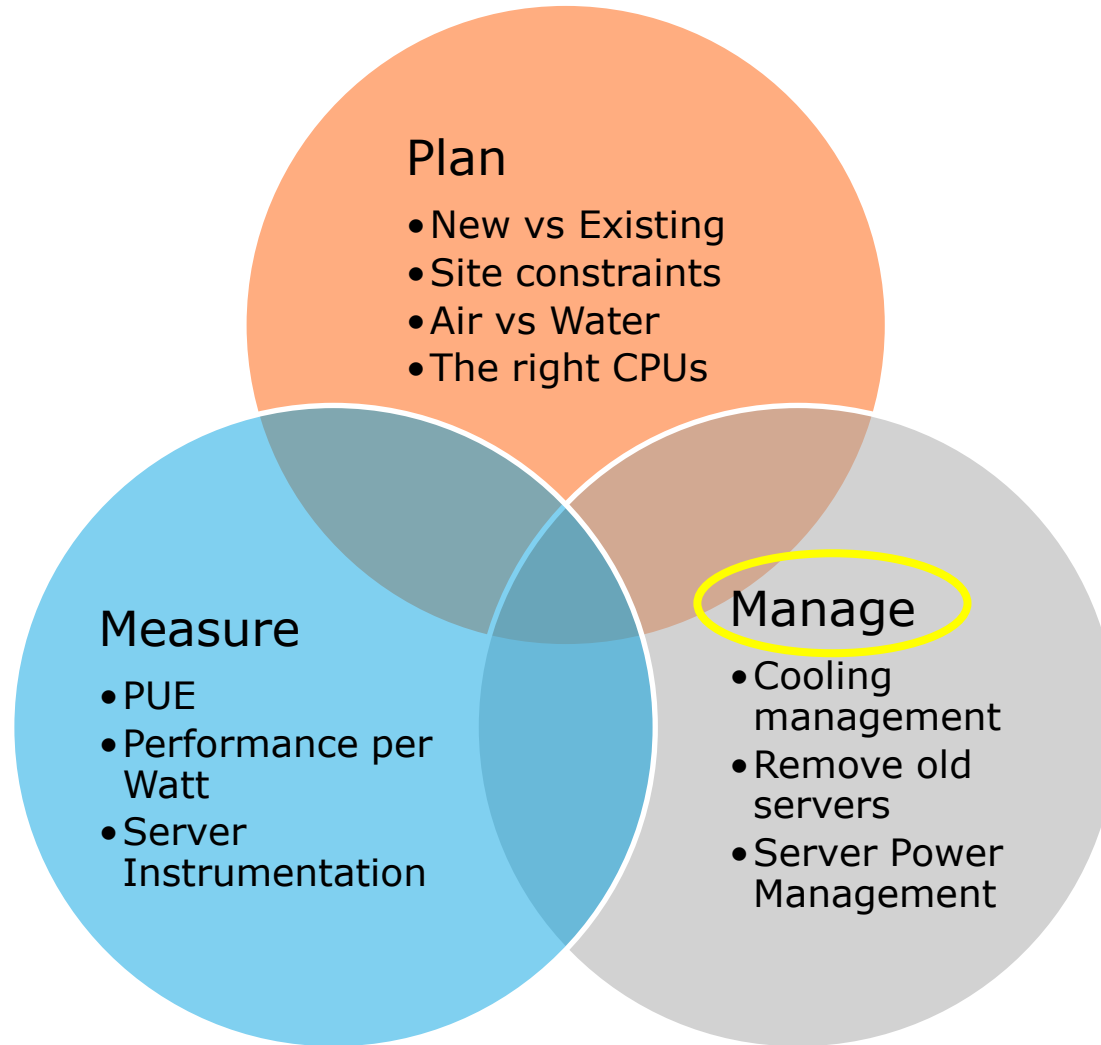 Plan
•New vs Existing
•Site constraints
•Air vs Water
•The right CPUs
Measure
•PUE
•Performance per
Watt
•Server
Instrumentation
Manage
•Cooling
management
•Remove old
servers
•Server Power
Management